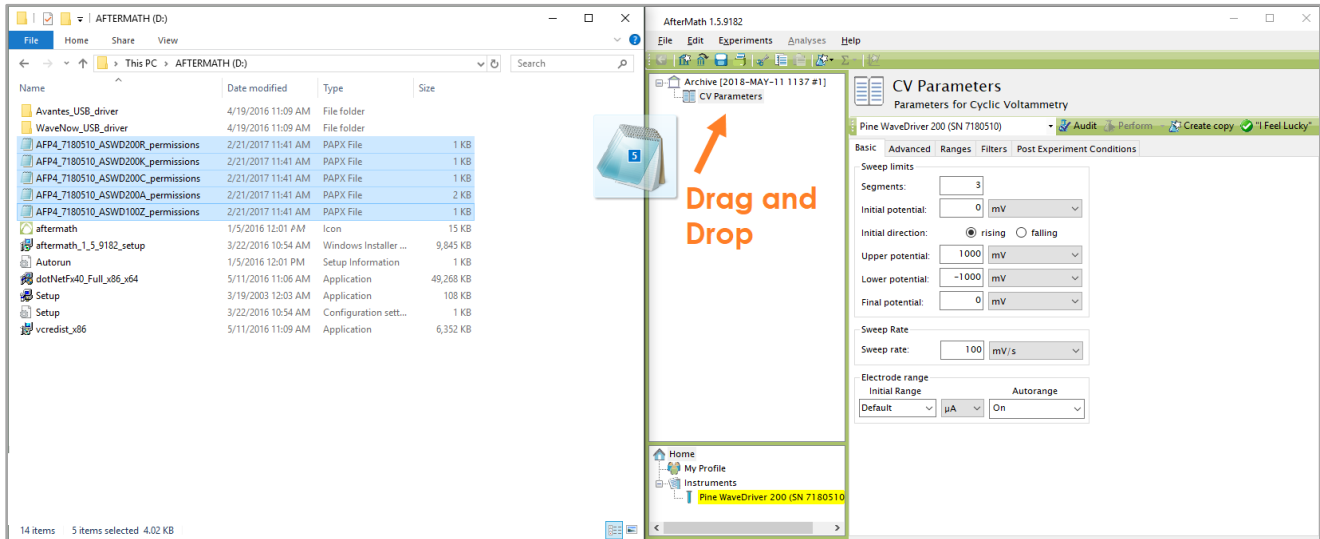 AFTERMATH (D:)
File Home Share View
This PC > AFTERMATH (D:)
Search
Name Date modified Type Size
Avantes_USB_driver 4/19/2016 11:09 AM File folder
WaveNow_USB_driver 4/19/2016 11:09 AM File folder
AFP4_7180510_ASWD200R_permissions 2/21/2017 11:41 AM PAPX File 1 KB
AFP4_7180510_ASWD200K_permissions 2/21/2017 11:41 AM PAPX File 1 KB
AFP4_7180510_ASWD200C_permissions 2/21/2017 11:41 AM PAPX File 1 KB
AFP4_7180510_ASWD200A_permissions 2/21/2017 11:41 AM PAPX File 2 KB
AFP4_7180510_ASWD100Z_permissions 2/21/2017 11:41 AM PAPX File 1 KB
aftermath 1/5/2016 12:01 AM Icon 15 KB
aftermath_1_5_9182_setup 3/22/2016 10:54 AM Windows Installer ... 9,845 KB
Autorun 1/5/2016 12:01 PM Setup Information 1 KB
dotNetFx40_Full_x86_x64 5/11/2016 11:06 AM Application 49,268 KB
Setup 3/19/2003 12:03 AM Application 108 KB
Setup 3/22/2016 10:54 AM Configuration sett... 1 KB
vcredist_x86 5/11/2016 11:09 AM Application 6,352 KB
14 items 5 items selected 4.02 KB
5
Drag and
Drop
AfterMath 1.5.9182
File Edit Experiments Analyses Help
Archive [2018-MAY-11 1137 #1]
CV Parameters
Home
My Profile
Instruments
Pine WaveDriver 200 (SN 7180510
CV Parameters
Parameters for Cyclic Voltammetry
Pine WaveDriver 200 (SN 7180510) Audit Perform Create copy "I Feel Lucky"
Basic Advanced Ranges Filters Post Experiment Conditions
Sweep limits
Segments: 3
Initial potential: 0 mV
Initial direction: rising falling
Upper potential: 1000 mV
Lower potential: -1000 mV
Final potential: 0 mV
Sweep Rate
Sweep rate: 100 mV/s
Electrode range
Initial Range Autorange
Default µA On